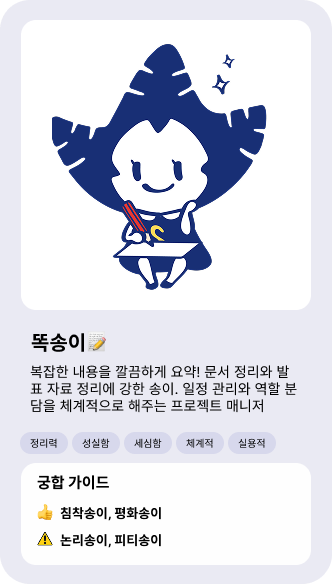 똑송이📝
복잡한 내용을 깔끔하게 요약! 문서 정리와 발
표 자료 정리에 강한 송이. 일정 관리와 역할 분
담을 체계적으로 해주는 프로젝트 매니저
정리력 성실함 세심함 체계적 실용적
궁합 가이드
👍 침착송이, 평화송이
⚠️ 논리송이, 피티송이